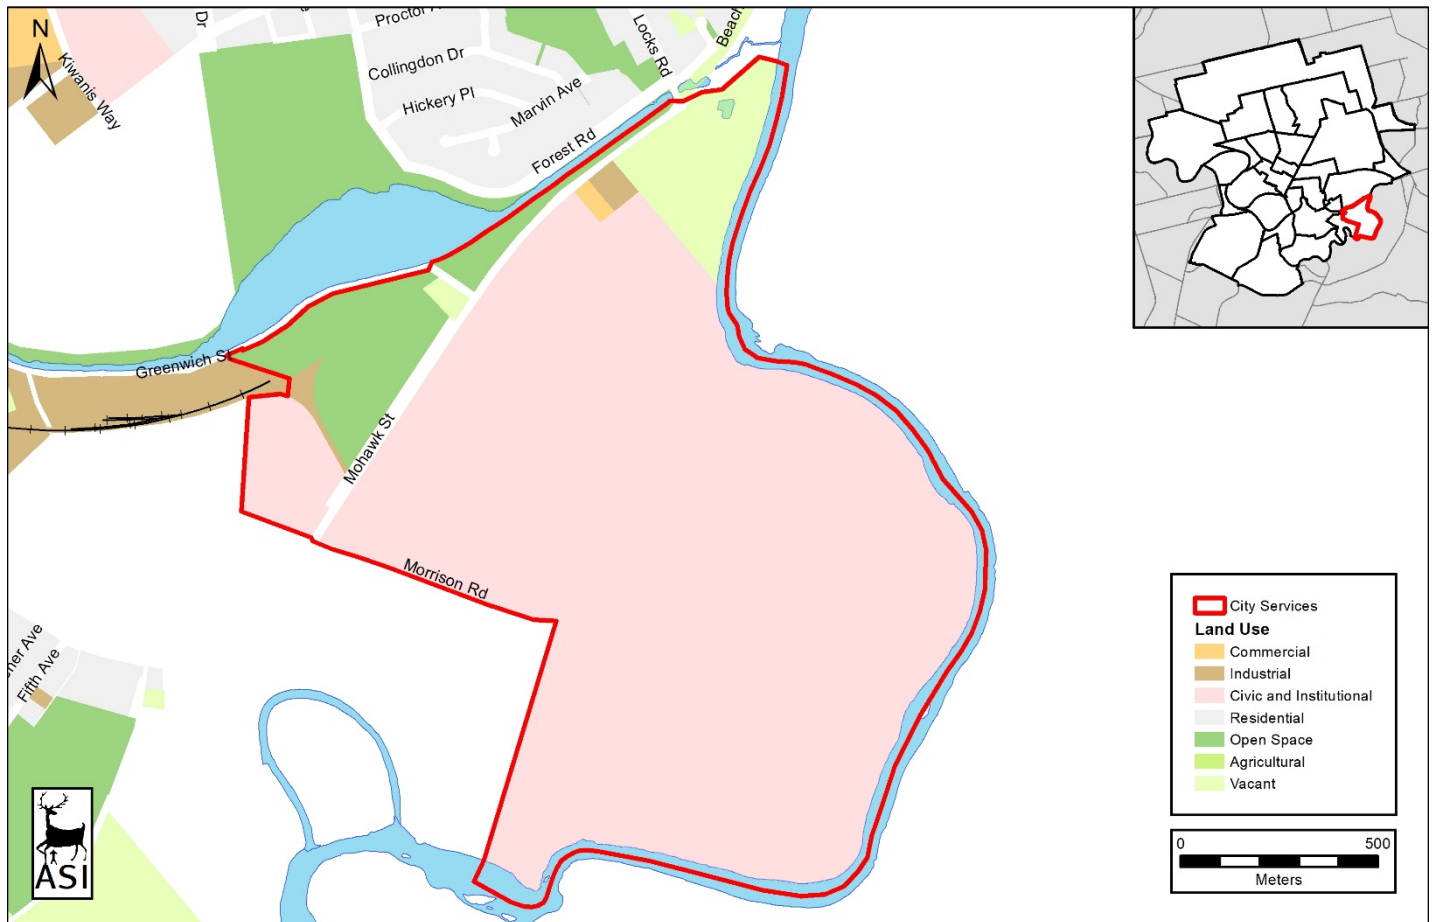 N
Kiwanis Way
Dr
Proctor
Collingdon Dr
Hickery Pl
Marvin Ave
Locks Rd
Beach
Forest Rd
Greenwich St
Mohawk St
Morrison Rd
Ave
Fifth Ave
ASI
City Services
Land Use
Commercial
Industrial
Civic and Institutional
Residential
Open Space
Agricultural
Vacant
0 500
Meters